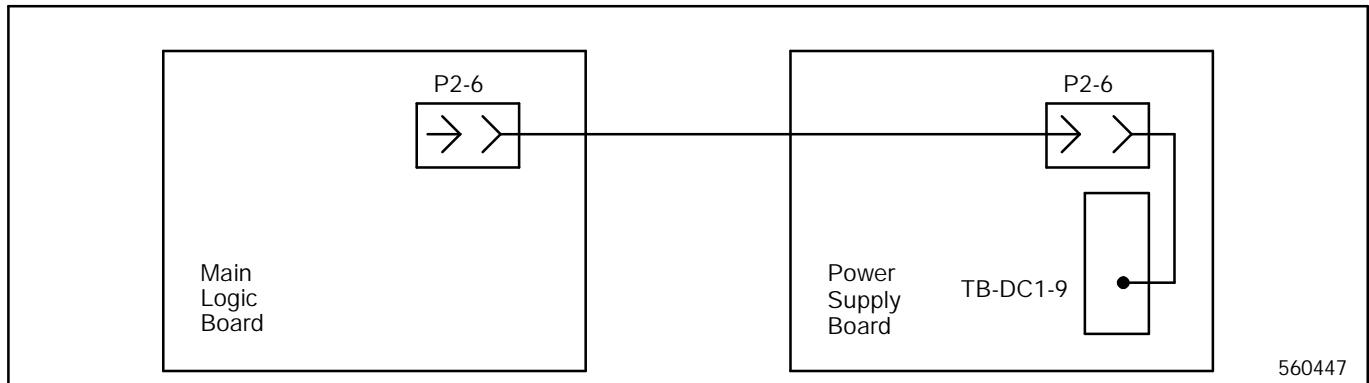 P2-6
P2-6
Main
Logic
Board
Power
Supply
Board
TB-DC1-9
560447